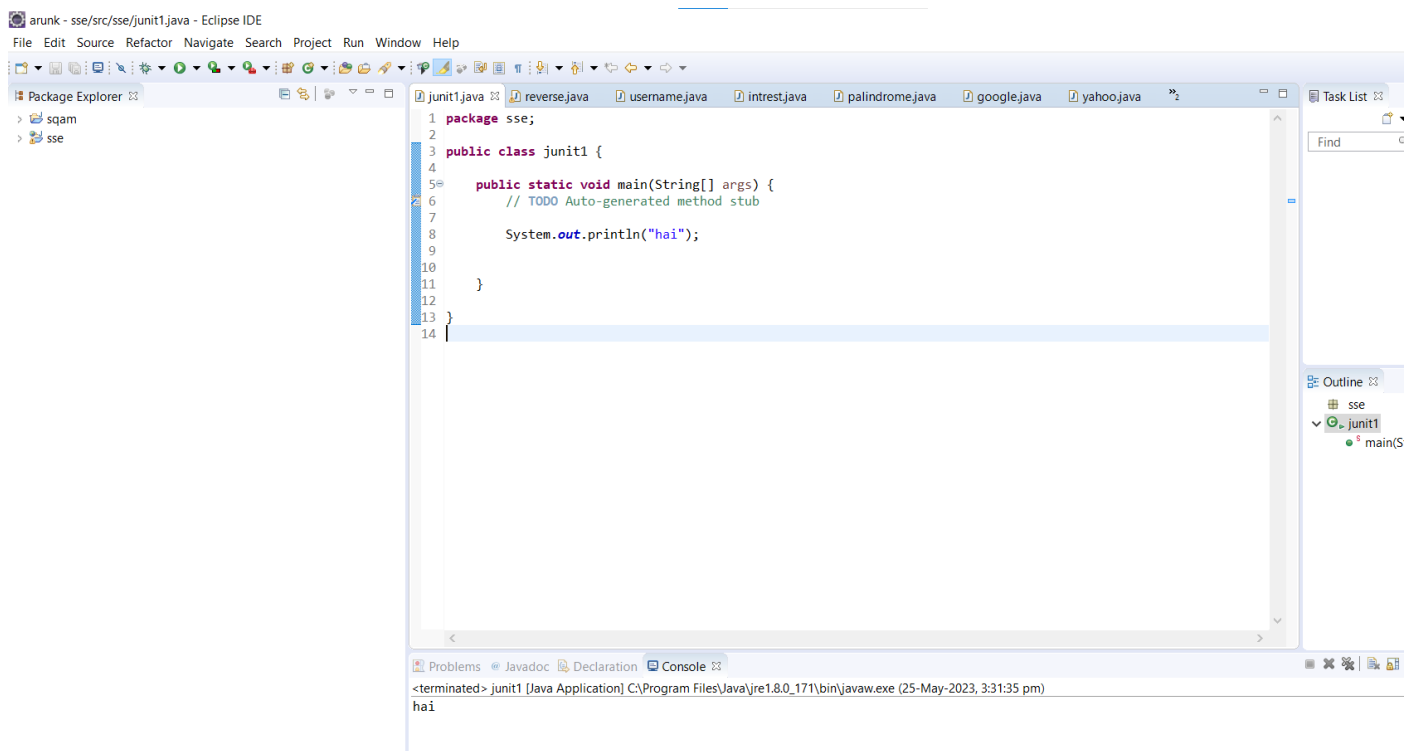 arunk - sse/src/sse/junit1.java - Eclipse IDE
File Edit Source Refactor Navigate Search Project Run Window Help
Package Explorer
sqam
sse
junit1.java reverse.java username.java intrest.java palindrome.java google.java yahoo.java »2
1 package sse;
2
3 public class junit1 {
4
5 public static void main(String[] args) {
6 // TODO Auto-generated method stub
7
8 System.out.println("hai");
9
10
11 }
12
13 }
14
Task List
Find
Outline
sse
junit1
main(S
Problems Javadoc Declaration Console
<terminated> junit1 [Java Application] C:\Program Files\Java\jre1.8.0_171\bin\javaw.exe (25-May-2023, 3:31:35 pm)
hai